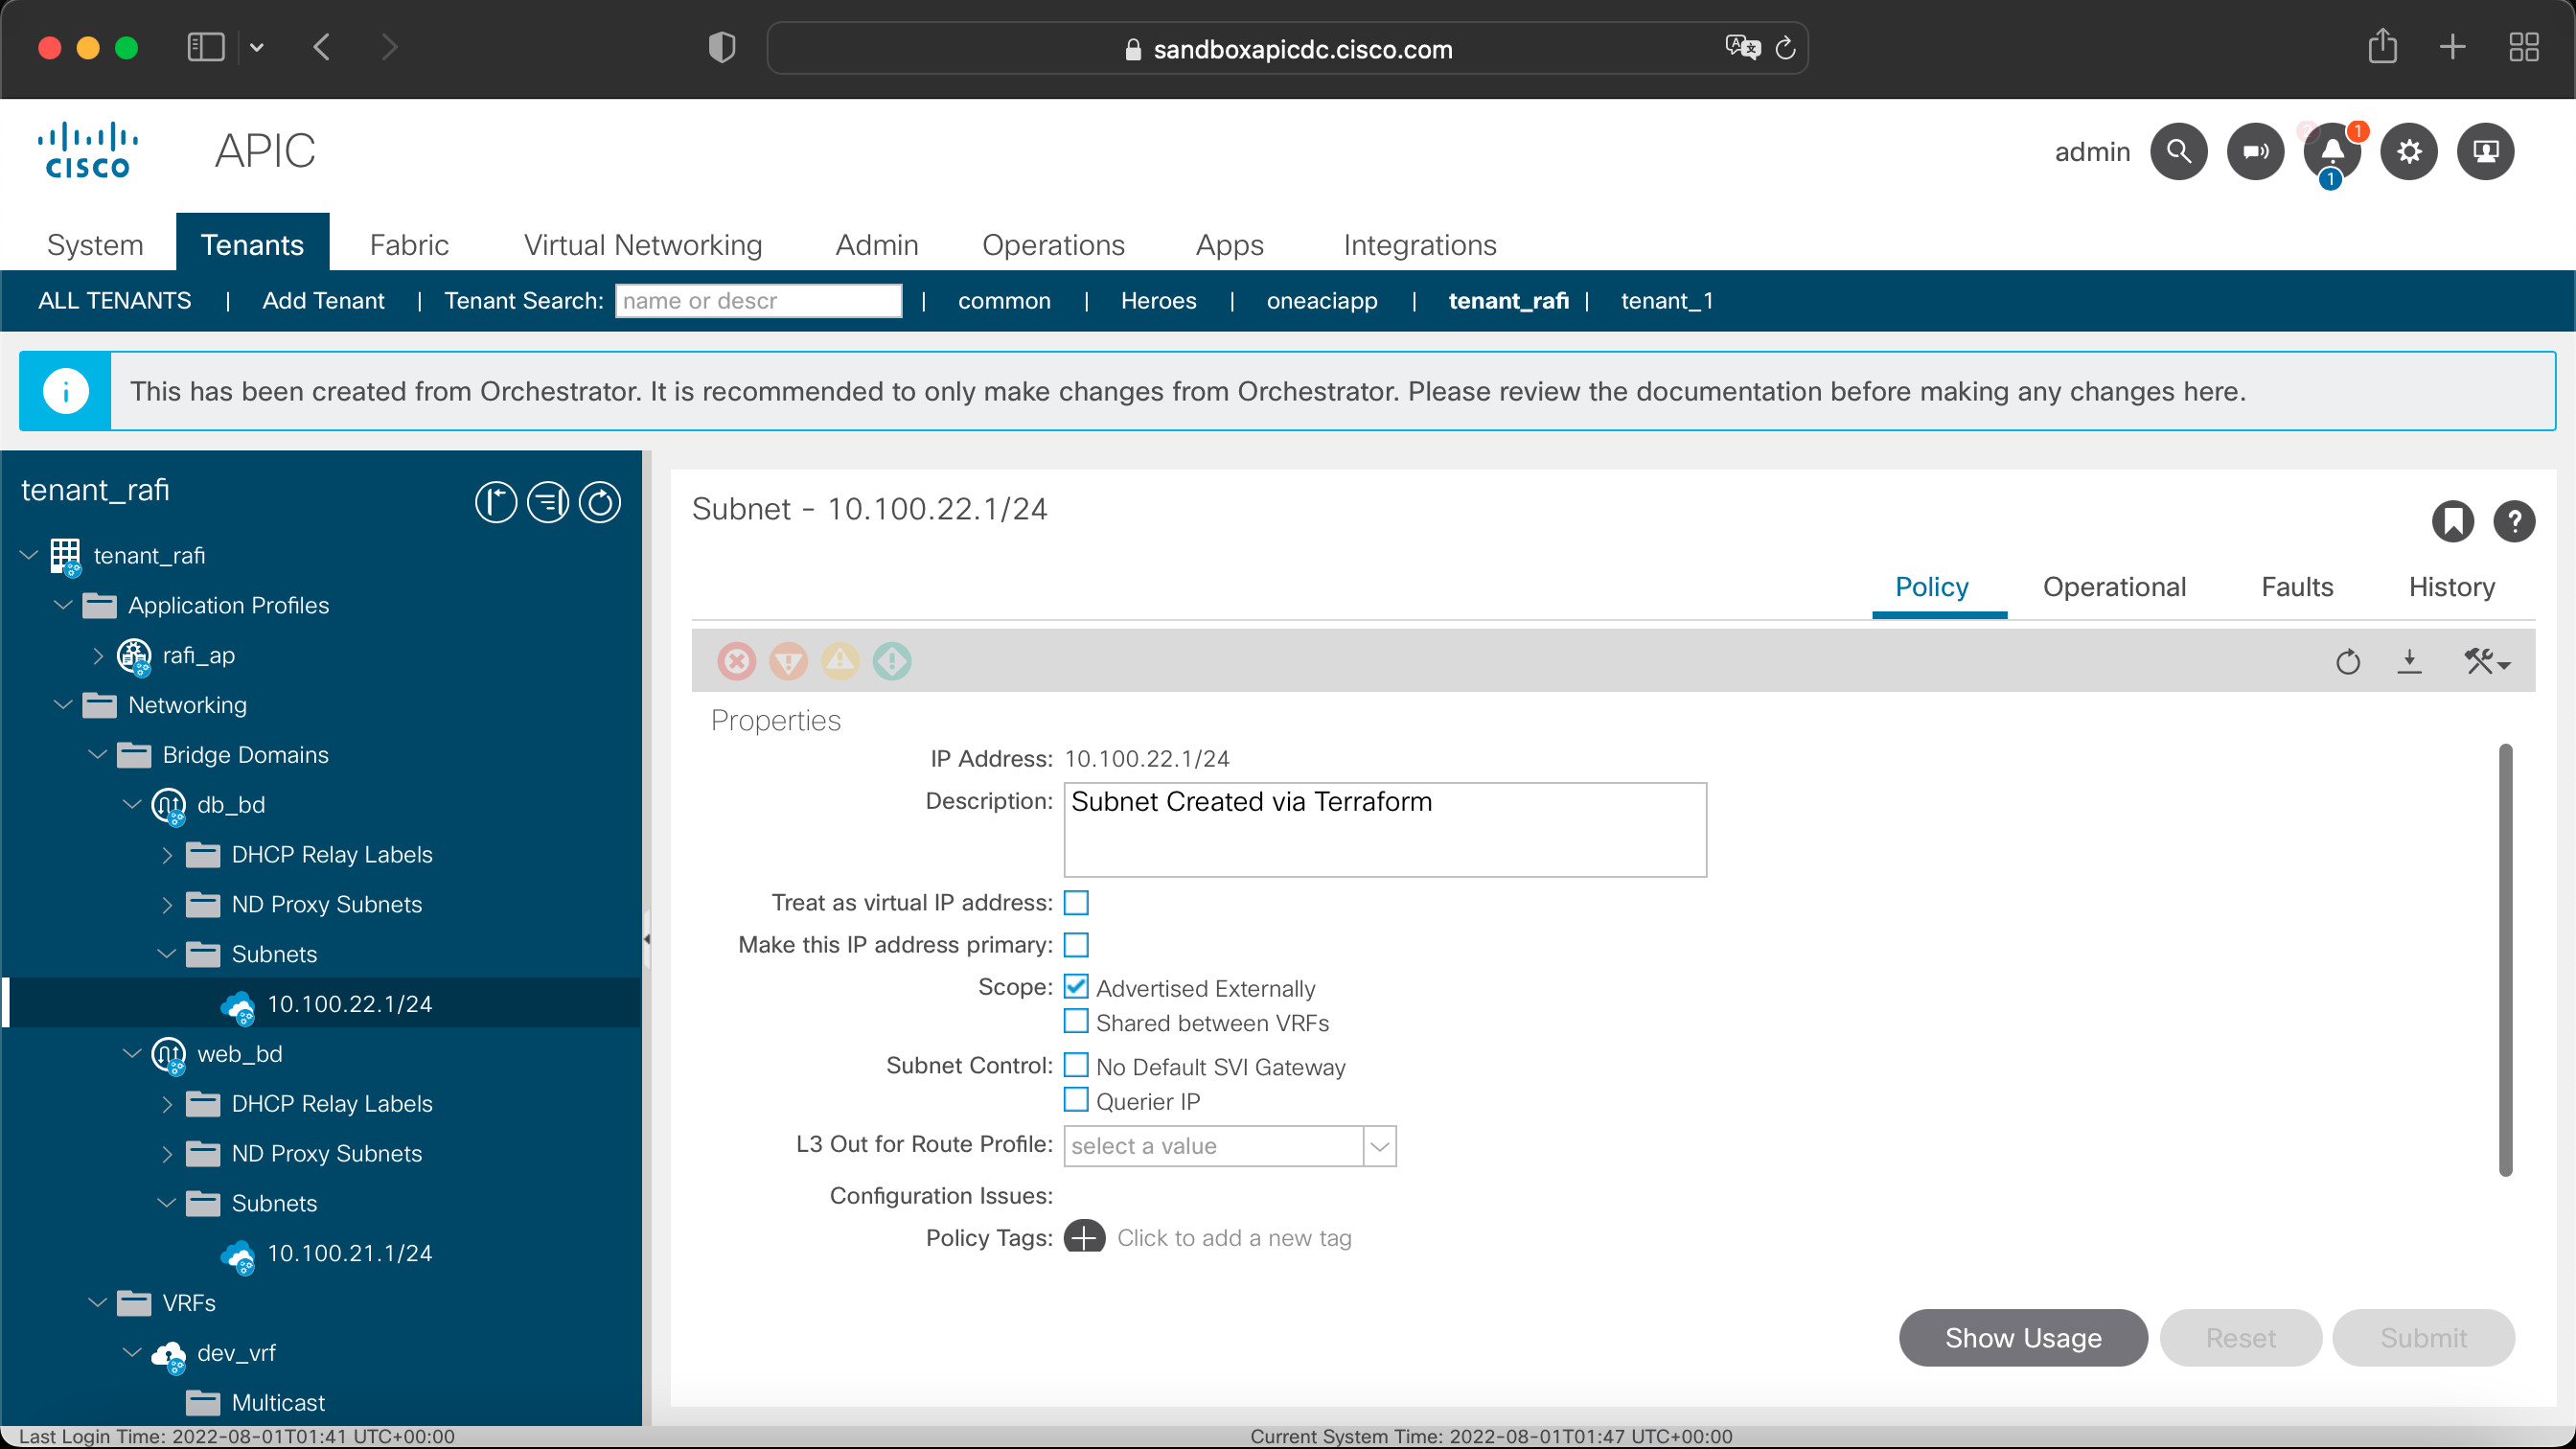 sandboxapicdc.cisco.com
CISCO
APIC
admin
1
1
System Tenants Fabric Virtual Networking Admin Operations Apps Integrations
ALL TENANTS | Add Tenant | Tenant Search: name or descr | common | Heroes | oneaciapp | tenant_rafi | tenant_1
This has been created from Orchestrator. It is recommended to only make changes from Orchestrator. Please review the documentation before making any changes here.
tenant_rafi
tenant_rafi
Application Profiles
rafi_ap
Networking
Bridge Domains
db_bd
DHCP Relay Labels
ND Proxy Subnets
Subnets
10.100.22.1/24
web_bd
DHCP Relay Labels
ND Proxy Subnets
Subnets
10.100.21.1/24
VRFs
dev_vrf
Multicast
Subnet - 10.100.22.1/24
Policy Operational Faults History
Properties
IP Address: 10.100.22.1/24
Description: Subnet Created via Terraform
Treat as virtual IP address:
Make this IP address primary:
Scope: Advertised Externally
Shared between VRFs
Subnet Control: No Default SVI Gateway
Querier IP
L3 Out for Route Profile: select a value
Configuration Issues:
Policy Tags: Click to add a new tag
Show Usage Reset Submit
Last Login Time: 2022-08-01T01:41 UTC+00:00
Current System Time: 2022-08-01T01:47 UTC+00:00